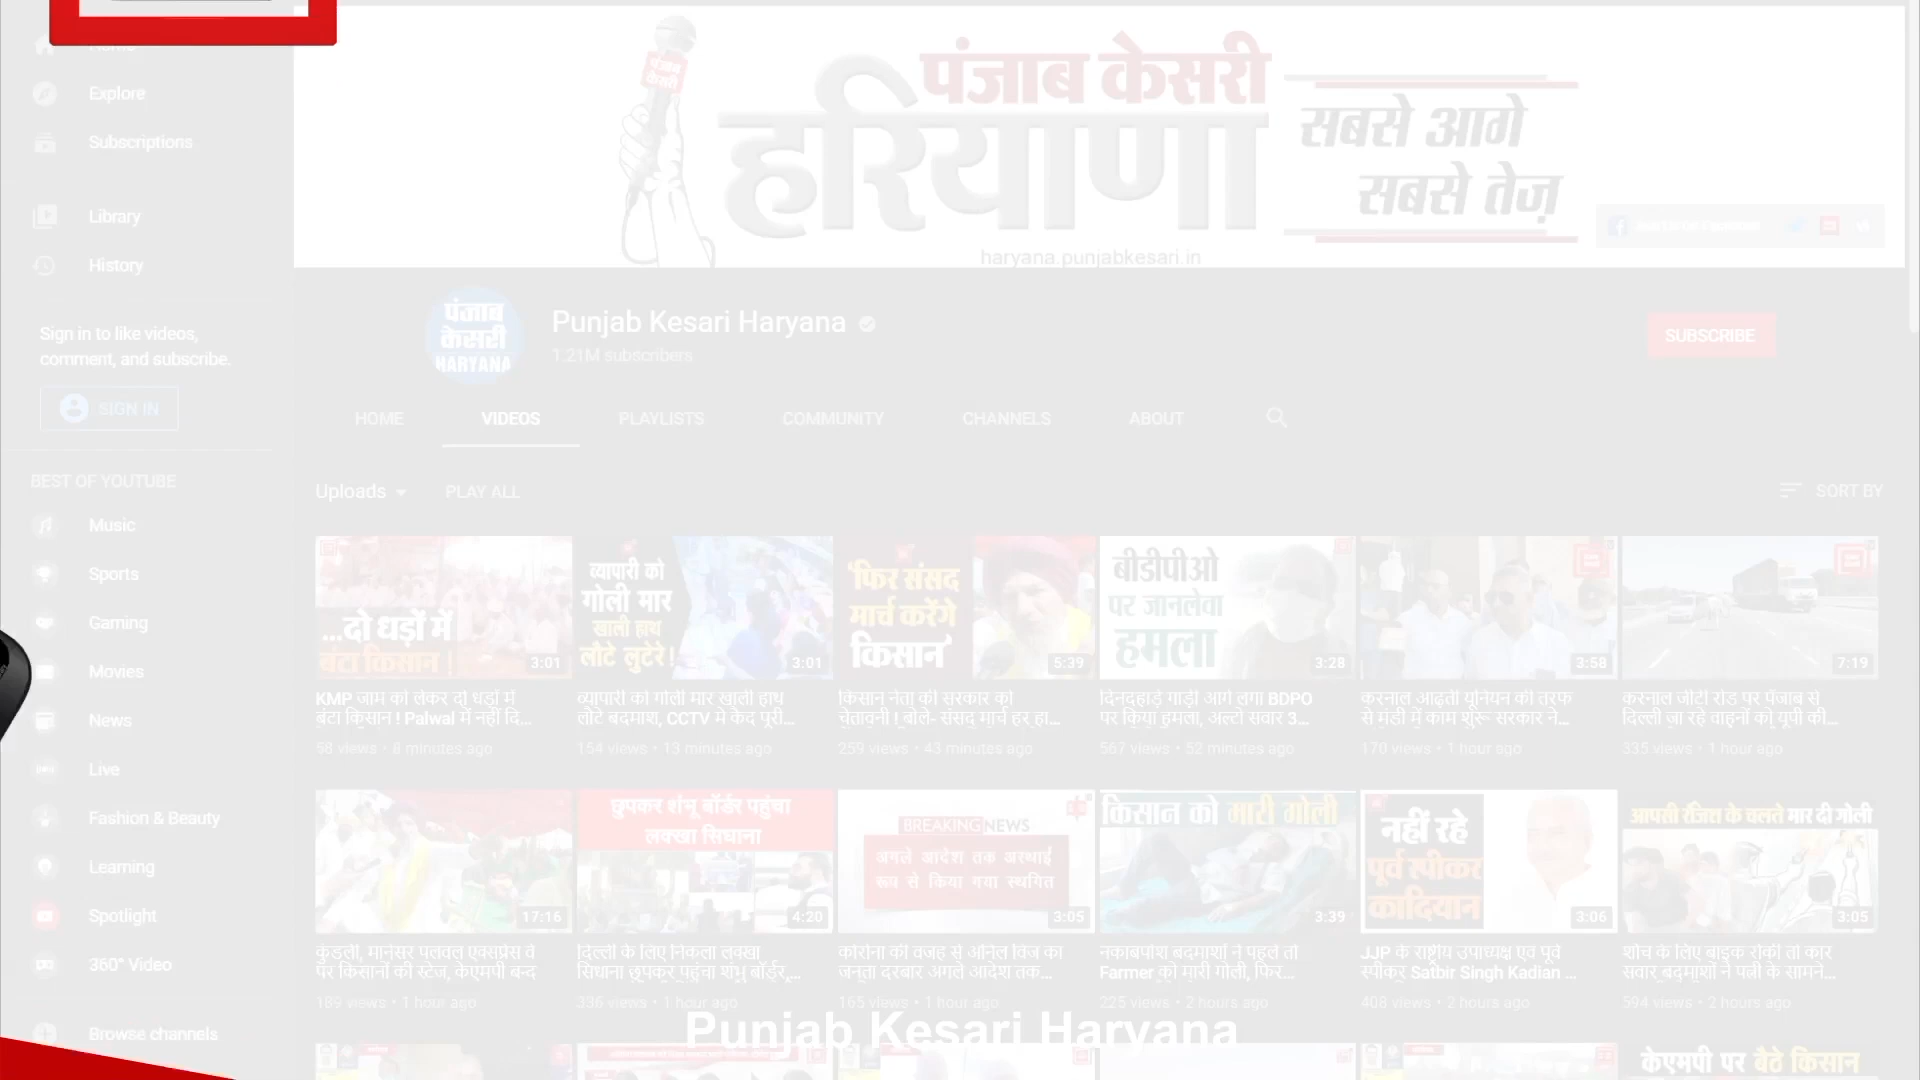 Home
Explore
Subscriptions
Library
History
Sign in to like videos,
comment, and subscribe.
SIGN IN
BEST OF YOUTUBE
Music
Sports
Gaming
Movies
News
Live
Fashion & Beauty
Learning
Spotlight
360° Video
Browse channels
पंजाब
केसरी
पंजाब केसरी
हरियाणा
haryana.punjabkesari.in
सबसे आगे
सबसे तेज़
पंजाब
केसरी
HARYANA
Punjab Kesari Haryana
1.21M subscribers
SUBSCRIBE
HOME VIDEOS PLAYLISTS COMMUNITY CHANNELS ABOUT
Uploads PLAY ALL SORT BY
...दो धड़ों में
बंटा किसान !
3:01
KMP जाम को लेकर दो धड़ों में
बंटा किसान ! Palwal में नहीं दि...
58 views • 8 minutes ago
व्यापारी को
गोली मार
खाली हाथ
लौटे लुटेरे !
3:01
व्यापारी को गोली मार खाली हाथ
लौटे बदमाश, CCTV में कैद पूरी...
154 views • 13 minutes ago
'फिर संसद
मार्च करेंगे
किसान'
5:39
किसान नेता की सरकार को
चेतावनी ! बोले- संसद मार्च हर हा...
259 views • 43 minutes ago
बीडीपीओ
पर जानलेवा
हमला
3:28
दिनदहाड़े गाड़ी आगे लगा BDPO
पर किया हमला, अल्टो सवार 3...
567 views • 52 minutes ago
3:58
करनाल आढ़ती यूनियन की तरफ
से मंडी में काम शुरू सरकार ने...
170 views • 1 hour ago
7:19
करनाल जीटी रोड पर पंजाब से
दिल्ली जा रहे वाहनों को यूपी की...
335 views • 1 hour ago
17:16
कुंडली, मानेसर पलवल एक्सप्रेस वे
पर किसानों की स्टेज, केएमपी बन्द
189 views • 1 hour ago
छुपकर शंभू बॉर्डर पहुंचा
लक्खा सिधाना
4:20
दिल्ली के लिए निकला लक्खा
सिधाना छुपकर पहुंचा शंभू बॉर्डर,...
336 views • 1 hour ago
BREAKING NEWS
अगले आदेश तक अस्थाई
रूप से किया गया स्थगित
3:05
कोरोना की वजह से अनिल विज का
जनता दरबार अगले आदेश तक...
165 views • 1 hour ago
किसान को मारी गोली
3:39
नकाबपोश बदमाशों ने पहले तो
Farmer को मारी गोली, फिर...
225 views • 2 hours ago
नहीं रहे
पूर्व स्पीकर
कादियान
3:06
JJP के राष्ट्रीय उपाध्यक्ष एवं पूर्व
स्पीकर Satbir Singh Kadian ...
408 views • 2 hours ago
आपसी रंजिश के चलते मार दी गोली
3:05
शौच के लिए बाइक रोकी तो कार
सवार बदमाशों ने पत्नी के सामने...
594 views • 2 hours ago
Punjab Kesari Haryana
केएमपी पर बैठे किसान